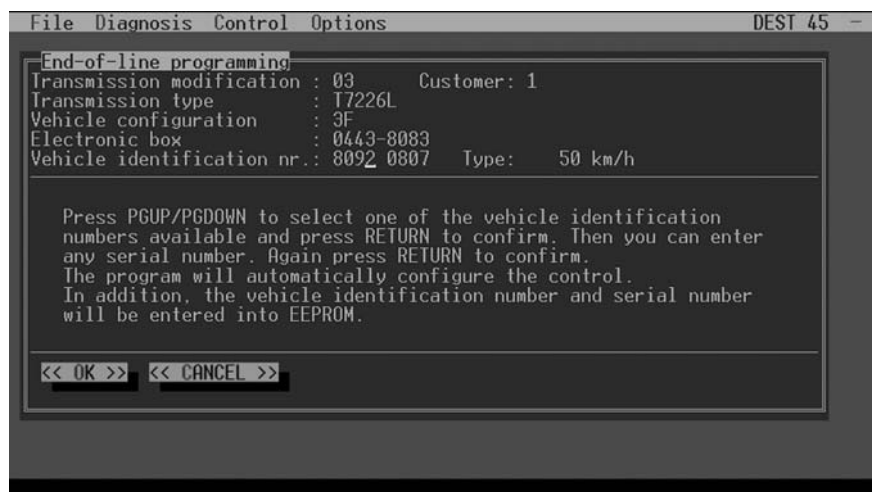 File Diagnosis Control Options DEST 45 -
End-of-line programming
Transmission modification : 03 Customer: 1
Transmission type : T7226L
Vehicle configuration : 3F
Electronic box : 0443-8083
Vehicle identification nr.: 8092 0807 Type: 50 km/h
Press PGUP/PGDOWN to select one of the vehicle identification
numbers available and press RETURN to confirm. Then you can enter
any serial number. Again press RETURN to confirm.
The program will automatically configure the control.
In addition, the vehicle identification number and serial number
will be entered into EEPROM.
<< OK >> << CANCEL >>